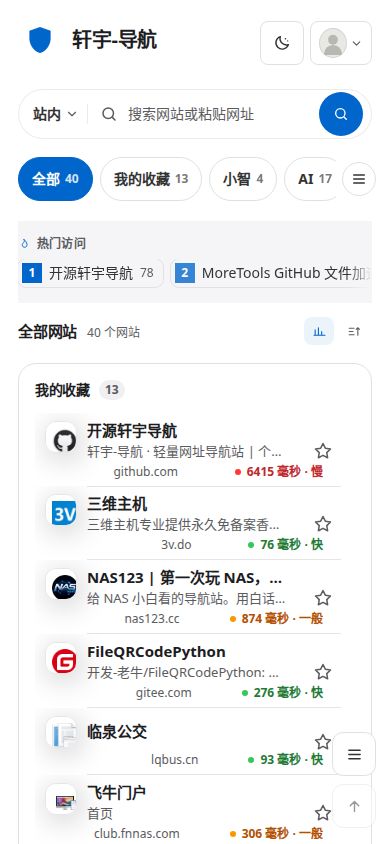 轩宇-导航
站内
搜索网站或粘贴网址
全部 40
我的收藏 13
小智 4
AI 17
热门访问
1 开源轩宇导航 78
2 MoreTools GitHub 文件加
全部网站 40 个网站
我的收藏 13
开源轩宇导航
轩宇-导航 · 轻量网址导航站 | 个...
github.com 6415 毫秒 · 慢
3V
三维主机
三维主机专业提供永久免备案香...
3v.do 76 毫秒 · 快
NAS
NAS123 | 第一次玩 NAS，...
给 NAS 小白看的导航站。用白话...
nas123.cc 874 毫秒 · 一般
FileQRCodePython
开发-老牛/FileQRCodePython: ...
gitee.com 276 毫秒 · 快
临泉公交
lqbus.cn 93 毫秒 · 快
飞牛门户
首页
club.fnnas.com 306 毫秒 · 一般